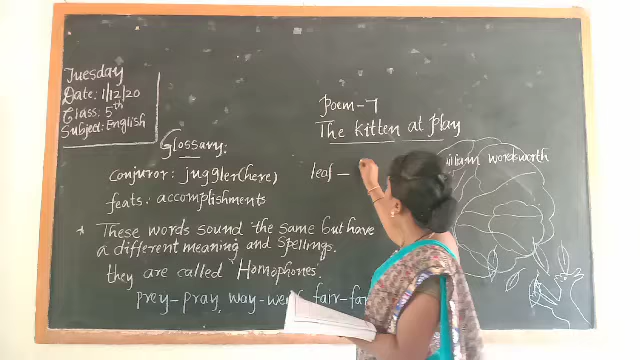 Tuesday
Date: 1/12/20
Class: 5th
Subject: English
Poem-7
The kitten at play
william wordsworth
Glossary:
conjuror: juggler(here)
feats: accomplishments
* These words sound the same but have
a different meaning and spellings.
they are called Homophones.
prey-pray, way- fair-
leaf —